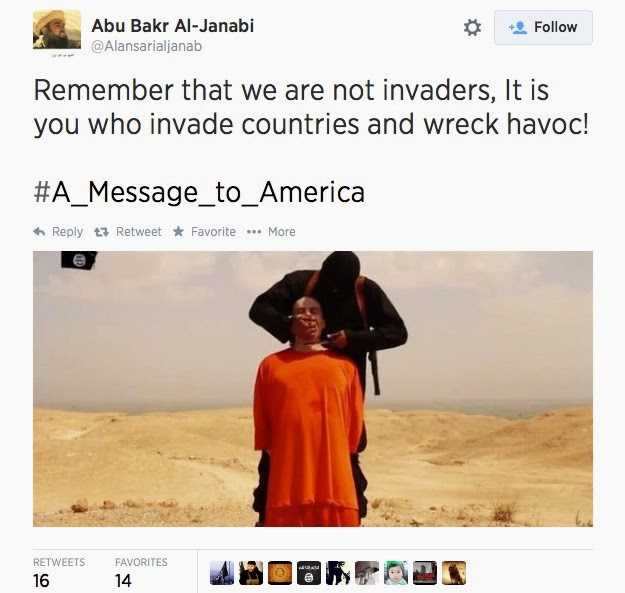 Abu Bakr Al-Janabi
@Alansarialjanab
Follow
Remember that we are not invaders, It is
you who invade countries and wreck havoc!
#A_Message_to_America
Reply Retweet Favorite More
RETWEETS FAVORITES
16 14